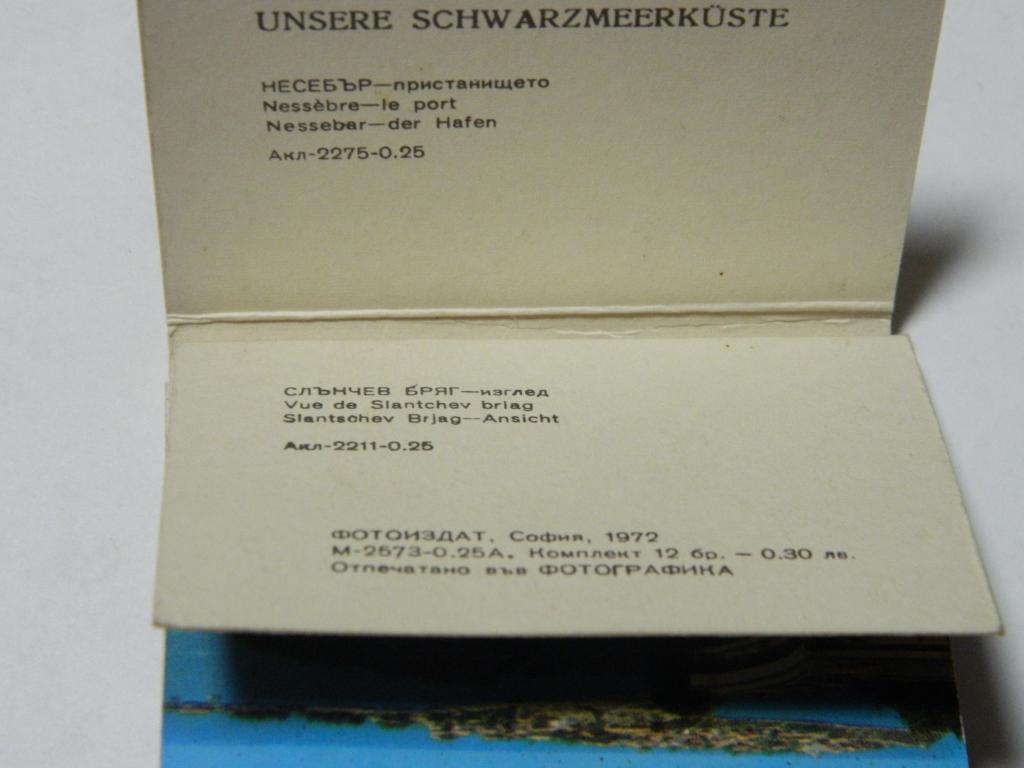 UNSERE SCHWARZMEERKÜSTE
НЕСЕБЪР—пристанището
Nessèbre—le port
Nessebar—der Hafen
Акл-2275-0.25
СЛЪНЧЕВ БРЯГ—изглед
Vue de Slantchev briag
Slantschev Brjag—Ansicht
Акл-2211-0.25
ФОТОИЗДАТ, София, 1972
М-2573-0.25А. Комплект 12 бр. — 0.30 лв.
Отпечатано във ФОТОГРАФИКА